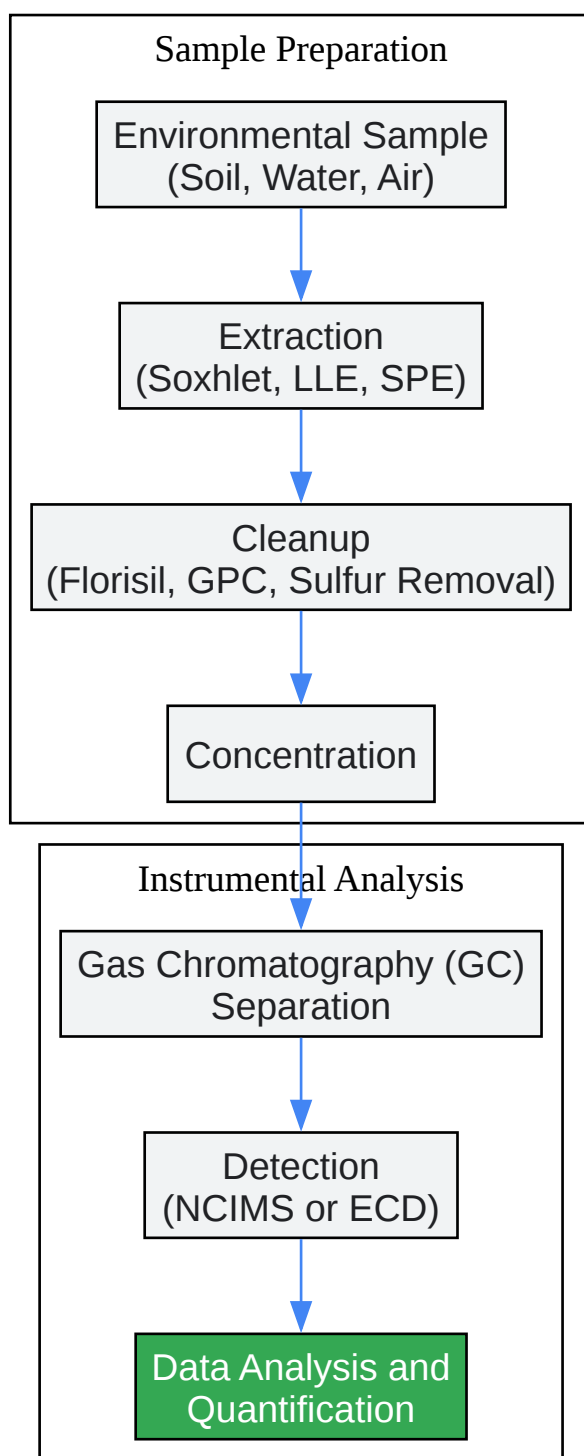 Sample Preparation
Environmental Sample
(Soil, Water, Air)
Extraction
(Soxhlet, LLE, SPE)
Cleanup
(Florisil, GPC, Sulfur Removal)
Concentration
Instrumental Analysis
Gas Chromatography (GC)
Separation
Detection
(NCIMS or ECD)
Data Analysis and
Quantification